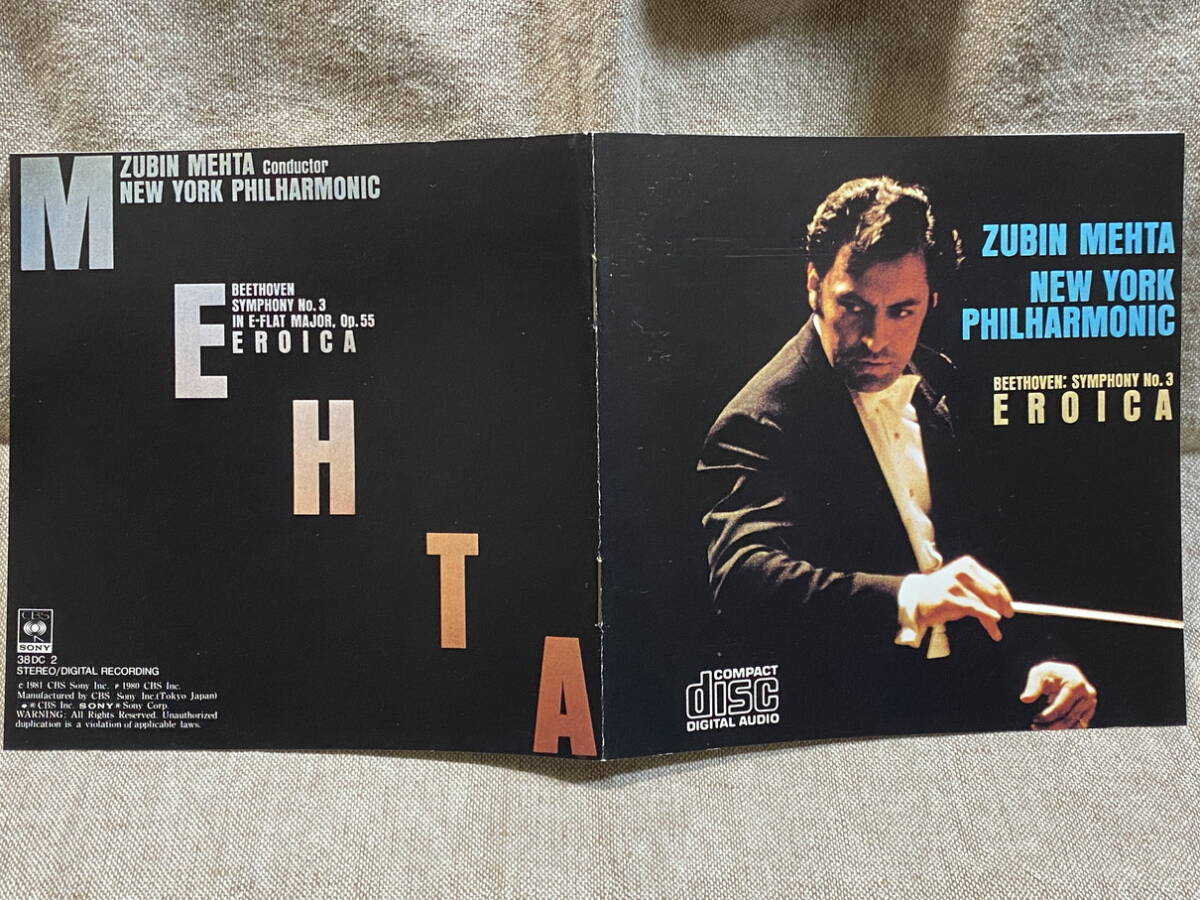 M
ZUBIN MEHTA Conductor
NEW YORK PHILHARMONIC
E
BEETHOVEN
SYMPHONY No. 3
IN E-FLAT MAJOR, Op. 55
EROICA
H
T
A
CBS
SONY
38DC 2
STEREO/DIGITAL RECORDING
© 1981 CBS Sony Inc. ℗ 1980 CBS Inc.
Manufactured by CBS Sony Inc. (Tokyo Japan)
® CBS Inc. SONY ® Sony Corp.
WARNING: All Rights Reserved. Unauthorized
duplication is a violation of applicable laws.
ZUBIN MEHTA
NEW YORK
PHILHARMONIC
BEETHOVEN: SYMPHONY No. 3
EROICA
COMPACT
disc
DIGITAL AUDIO